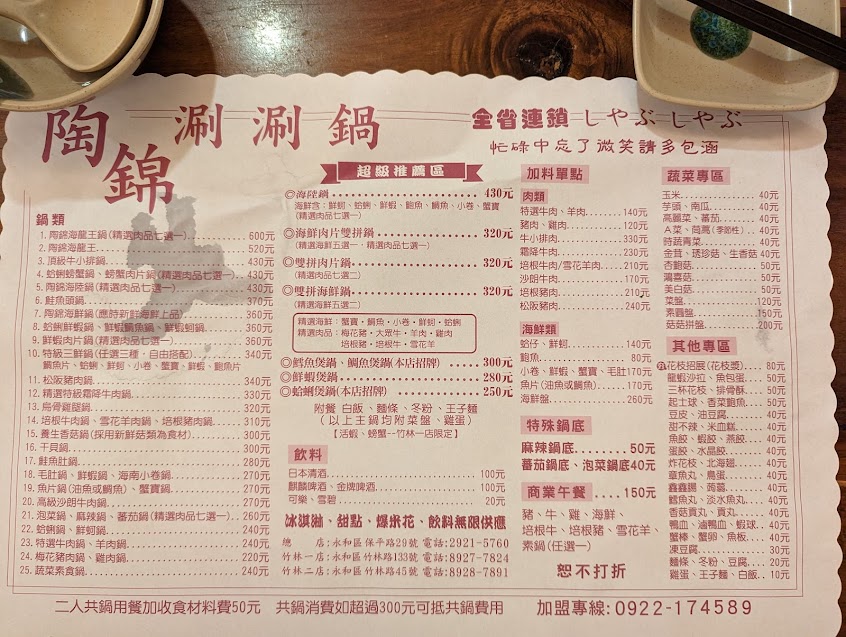 陶錦 涮涮鍋
全省連鎖 しゃぶしゃぶ
忙碌中忘了微笑請多包涵
鍋類
1. 陶錦海龍王鍋(精選肉品七選一) 600元
2. 陶錦海龍王 520元
3. 頂級牛小排鍋 430元
4. 蛤蜊螃蟹鍋、螃蟹肉片鍋(精選肉品七選一) 430元
5. 陶錦海陸鍋(精選肉品七選一) 430元
6. 鮭魚頭鍋 370元
7. 陶錦海鮮鍋(應時新鮮海鮮上品) 360元
8. 蛤蜊鮮蝦鍋、鮮蝦鯛魚鍋、鮮蝦鮮蚵鍋 360元
9. 鮮蝦肉片鍋(精選肉品七選一) 360元
10. 特級三鮮鍋(任選三種，自由搭配) 340元
鯛魚片、蛤蜊、鮮蚵、小卷、蟹寶、鮮蝦、鮑魚片
11. 松阪豬肉鍋 340元
12. 精選特級霜降牛肉鍋 340元
13. 烏骨雞腿鍋 340元
14. 培根牛肉鍋、雪花羊肉鍋、培根豬肉鍋 310元
15. 養生香菇鍋(採用新鮮菇類為食材) 300元
16. 干貝鍋 300元
17. 鮭魚肚鍋 280元
18. 毛肚鍋、鮮蝦鍋、海南小卷鍋 270元
19. 魚片鍋(油魚或鯛魚)、蟹寶鍋 270元
20. 高級沙朗牛肉鍋 270元
21. 泡菜鍋、麻辣鍋、蕃茄鍋(精選肉品七選一) 260元
22. 蛤蜊鍋、鮮蚵鍋 240元
23. 特選牛肉鍋、羊肉鍋 240元
24. 梅花豬肉鍋、雞肉鍋 220元
25. 蔬菜素食鍋 240元
超級推薦區
◎海陸鍋 430元
海鮮含：鮮蚵、蛤蜊、鮮蝦、鮑魚、鯛魚、小卷、蟹寶
(精選肉品七選一)
◎海鮮肉片雙拼鍋 320元
(精選海鮮五選一．精選肉品七選一)
◎雙拼肉片鍋 320元
(精選肉品七選二)
◎雙拼海鮮鍋 320元
(精選海鮮五選二)
精選海鮮：蟹寶．鯛魚．小卷．鮮蚵．蛤蜊
精選肉品：梅花豬．大眾牛．羊肉．雞肉
培根豬．培根牛．雪花羊
◎鱈魚煲鍋、鯛魚煲鍋(本店招牌) 300元
◎鮮蝦煲鍋 280元
◎蛤蜊煲鍋(本店招牌) 250元
附餐 白飯、麵條、冬粉、王子麵
(以上主鍋均附菜盤、雞蛋)
【活蝦、螃蟹--竹林一店限定】
飲料
日本清酒 100元
麒麟啤酒、金牌啤酒 100元
可樂、雪碧 20元
冰淇淋、甜點、爆米花、飲料無限供應
總店：永和區保平路29號 電話:2921-5760
竹林一店：永和區竹林路133號 電話:8927-7824
竹林二店：永和區竹林路45號 電話:8928-7891
加料單點
肉類
特選牛肉、羊肉 140元
豬肉、雞肉 120元
牛小排肉 330元
霜降牛肉 230元
培根牛肉/雪花羊肉 210元
沙朗牛肉 170元
培根豬肉 210元
松阪豬肉 240元
海鮮類
蛤仔、鮮蚵 140元
鮑魚 80元
小卷、鮮蝦、蟹寶、毛肚170元
魚片(油魚或鯛魚) 170元
海鮮盤 260元
特殊鍋底
麻辣鍋底 50元
蕃茄鍋底、泡菜鍋底40元
商業午餐 150元
豬、牛、雞、海鮮、
培根牛、培根豬、雪花羊、
素鍋(任選一)
恕不打折
蔬菜專區
玉米 40元
芋頭、南瓜 40元
高麗菜、蕃茄 40元
A菜、茼蒿(季節性) 40元
時蔬青菜 40元
金茸、琇珍菇、生香菇 40元
杏鮑菇 50元
鴻喜菇 50元
美白菇 50元
菜盤 120元
素圓盤 150元
菇菇拼盤 200元
其他專區
花枝招展(花枝漿) 80元
龍蝦沙拉、魚包蛋 50元
三杯花枝、排骨酥 50元
起士球、香菜鮑魚 50元
豆皮、油豆腐 40元
甜不辣、米血糕 40元
魚餃、蝦餃、燕餃 40元
蛋餃、水晶餃 40元
炸花枝、北海翅 40元
章魚丸、龍蛋 40元
鑫鑫腸、蒟蒻 40元
鱈魚丸、淡水魚丸 40元
香菇貢丸、貢丸 40元
鴨血、滷鴨血、蝦球 40元
蟹棒、蟹卵、魚板 40元
凍豆腐 30元
麵條、冬粉、豆腐 20元
雞蛋、王子麵、白飯 10元
二人共鍋用餐加收食材料費50元 共鍋消費如超過300元可抵共鍋費用 加盟專線:0922-174589